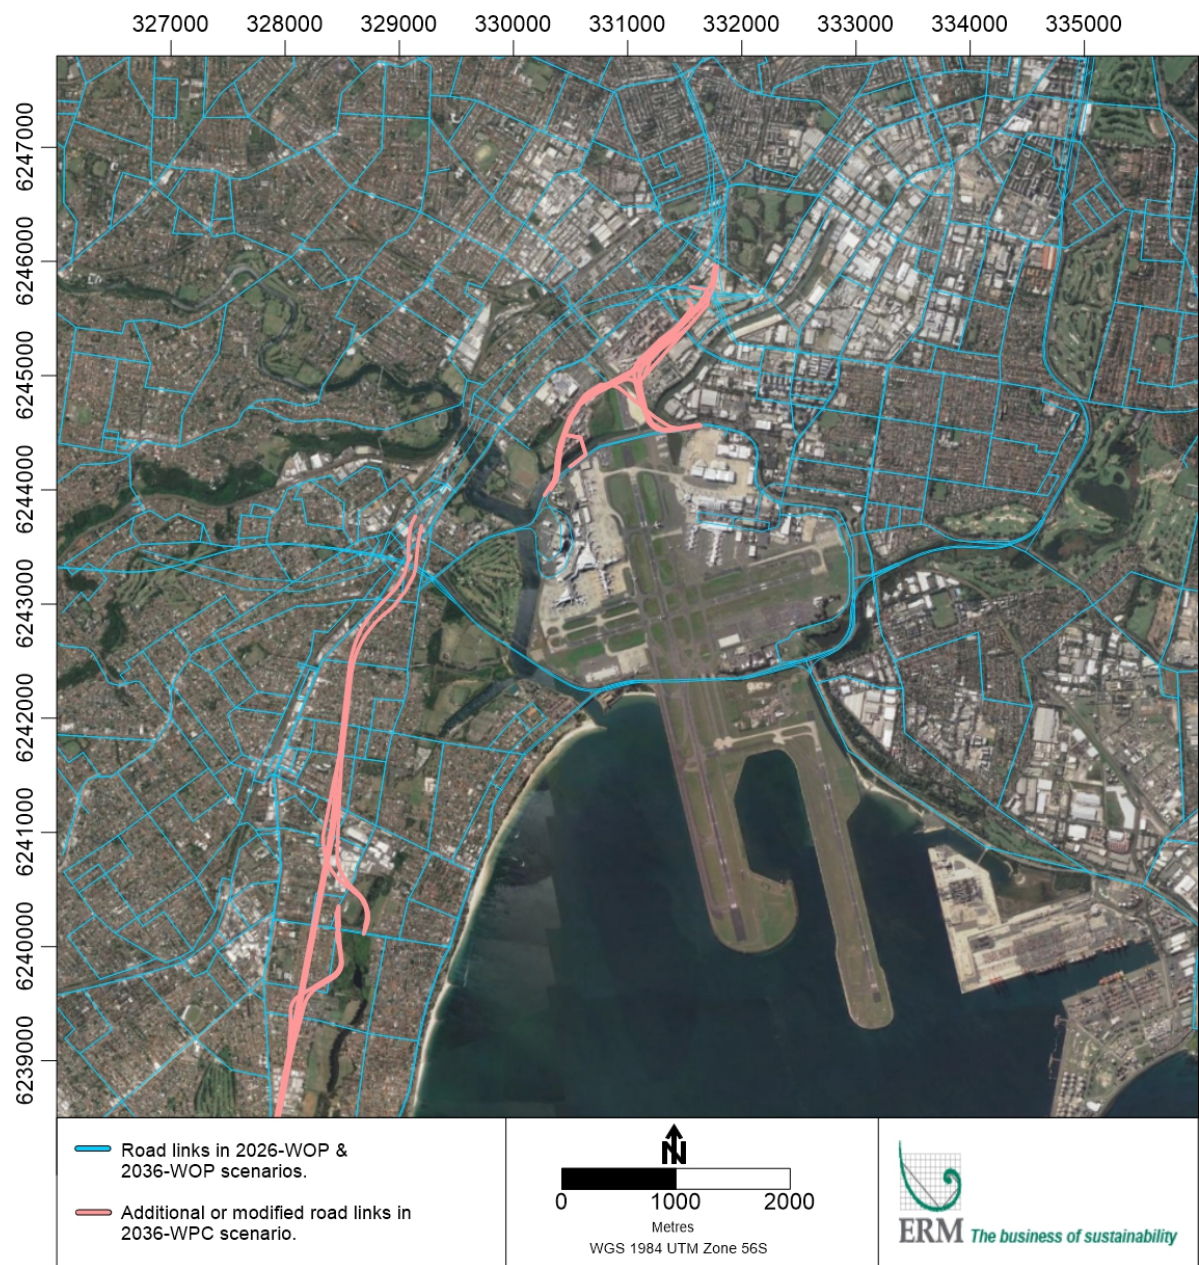 327000 328000 329000 330000 331000 332000 333000 334000 335000
6247000
6246000
6245000
6244000
6243000
6242000
6241000
6240000
6239000
Road links in 2026-WOP &
2036-WOP scenarios.
Additional or modified road links in
2036-WPC scenario.
N
0 1000 2000
Metres
WGS 1984 UTM Zone 56S
ERM The business of sustainability